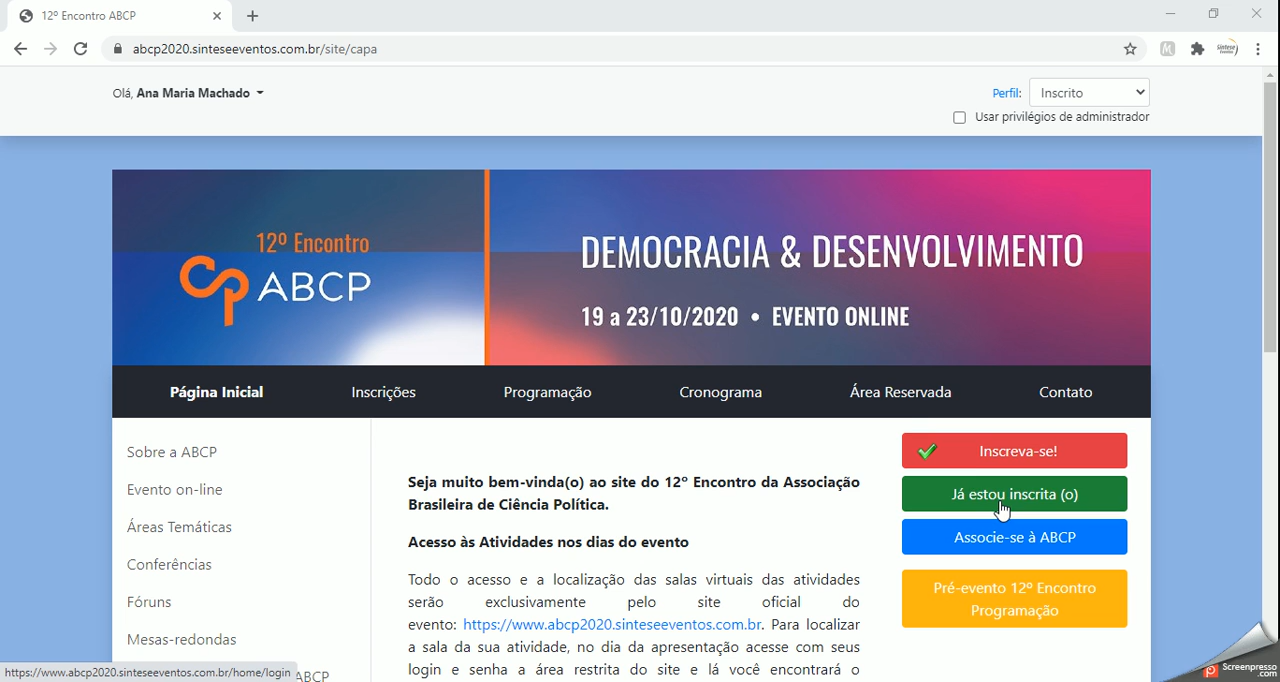 12º Encontro ABCP
abcp2020.sinteseeventos.com.br/site/capa
Olá, Ana Maria Machado
Perfil: Inscrito
Usar privilégios de administrador
12º Encontro
ABCP
DEMOCRACIA & DESENVOLVIMENTO
19 a 23/10/2020 • EVENTO ONLINE
Página Inicial Inscrições Programação Cronograma Área Reservada Contato
Sobre a ABCP
Evento on-line
Áreas Temáticas
Conferências
Fóruns
Mesas-redondas
ABCP
Seja muito bem-vinda(o) ao site do 12º Encontro da Associação
Brasileira de Ciência Política.
Acesso às Atividades nos dias do evento
Todo o acesso e a localização das salas virtuais das atividades
serão exclusivamente pelo site oficial do
evento: https://www.abcp2020.sinteseeventos.com.br. Para localizar
a sala da sua atividade, no dia da apresentação acesse com seu
login e senha a área restrita do site e lá você encontrará o
Inscreva-se!
Já estou inscrita (o)
Associe-se à ABCP
Pré-evento 12º Encontro
Programação
https://www.abcp2020.sinteseeventos.com.br/home/login
Screenpresso
.com